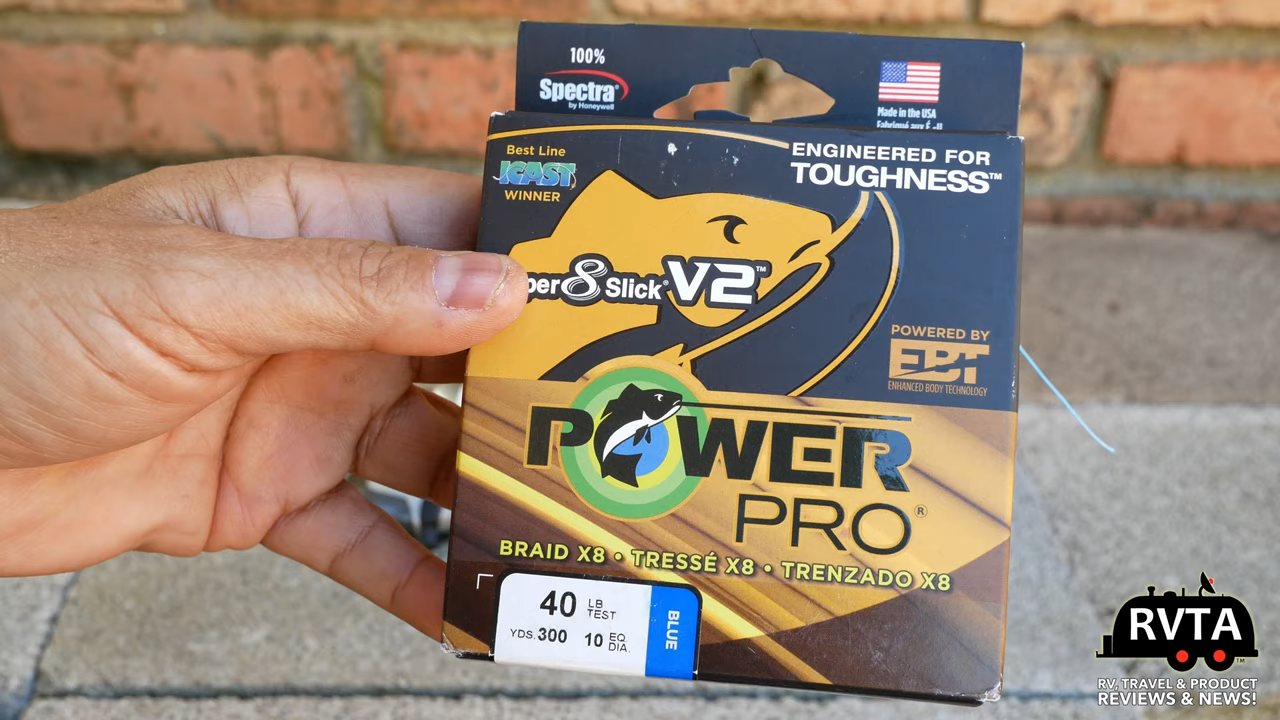 100%
Spectra®
by Honeywell
Made in the USA
Best Line
ICAST
WINNER
ENGINEERED FOR
TOUGHNESS™
8 Slick® V2™
POWERED BY
EBT
ENHANCED BODY TECHNOLOGY
POWER
PRO®
BRAID X8 • TRESSÉ X8 • TRENZADO X8
40 LB TEST
YDS. 300 10 EQ. DIA.
BLUE
RVTA™
RV, TRAVEL & PRODUCT
REVIEWS & NEWS!